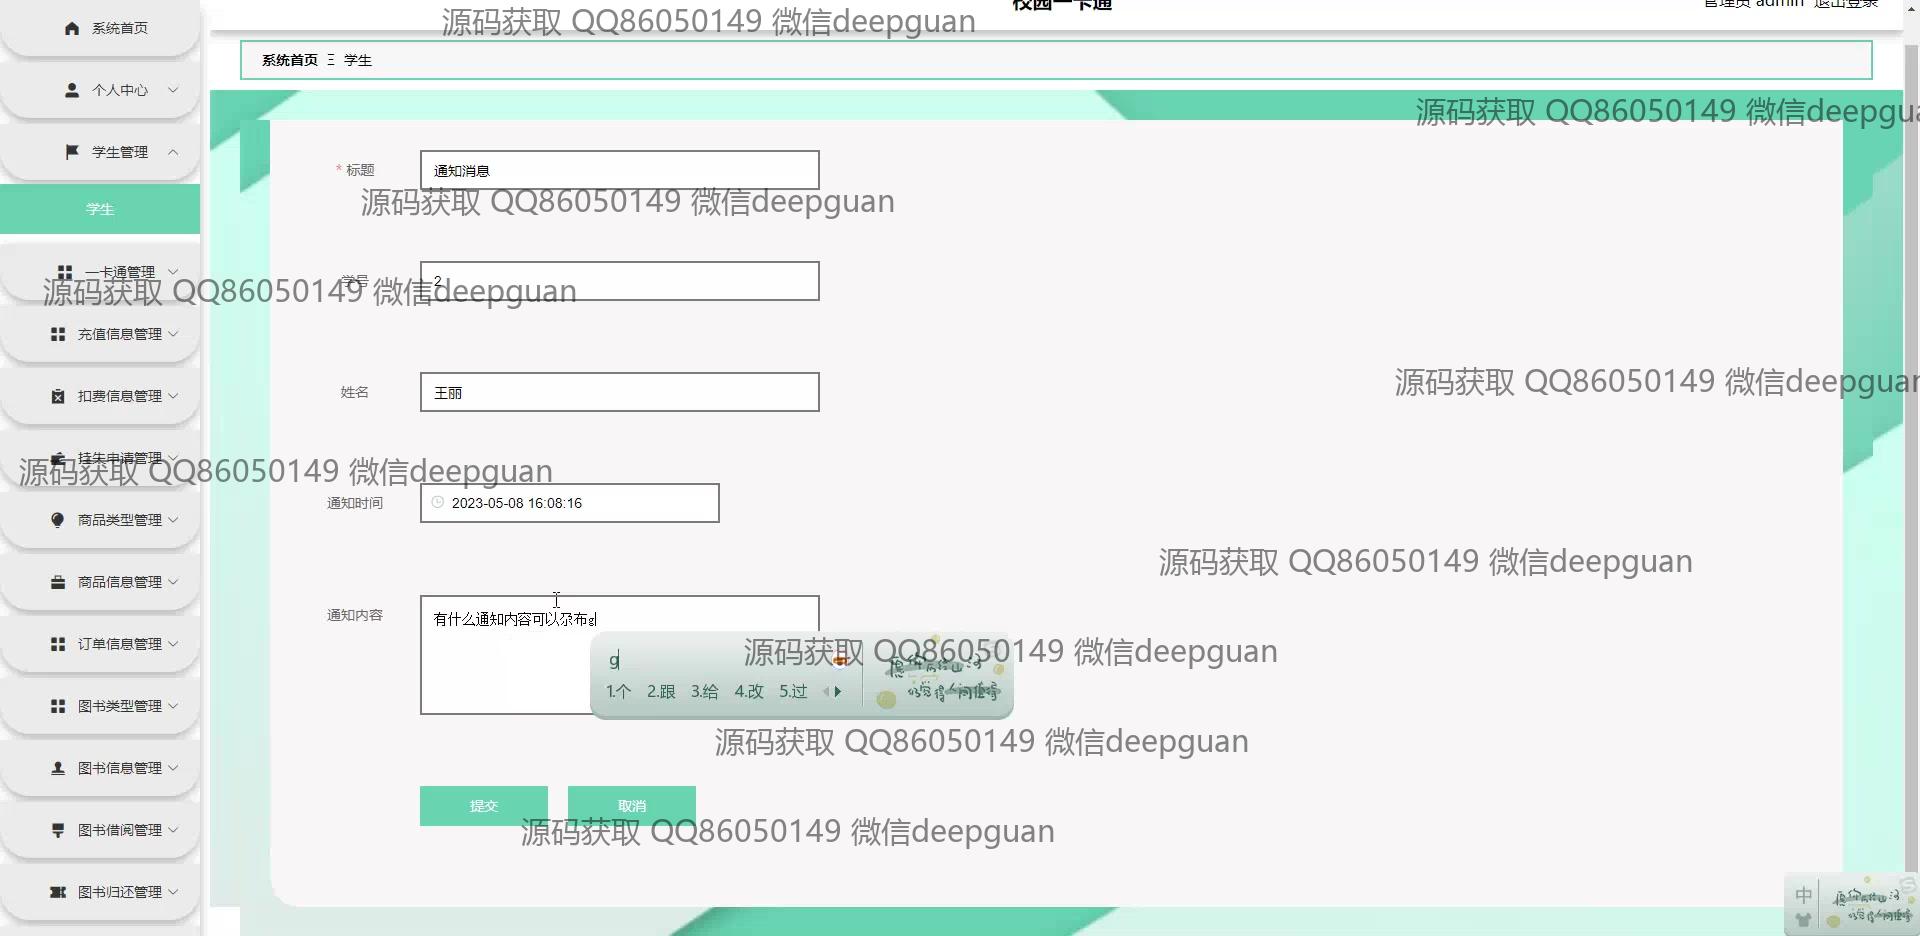 校园一卡通
管理员 admin 退出登录
源码获取 QQ86050149 微信deepguan
系统首页
系统首页 Ξ 学生
个人中心
源码获取 QQ86050149 微信deepgua
学生管理
* 标题 通知消息
源码获取 QQ86050149 微信deepguan
学生
一卡通管理
学号 2
源码获取 QQ86050149 微信deepguan
充值信息管理
源码获取 QQ86050149 微信deepguan
姓名 王丽
扣费信息管理
挂失申请管理
源码获取 QQ86050149 微信deepguan
通知时间 2023-05-08 16:08:16
商品类型管理
源码获取 QQ86050149 微信deepguan
商品信息管理
通知内容 有什么通知内容可以发布g
订单信息管理
源码获取 QQ86050149 微信deepguan
g
1.个 2.跟 3.给 4.改 5.过
图书类型管理
源码获取 QQ86050149 微信deepguan
图书信息管理
提交 取消
图书借阅管理
源码获取 QQ86050149 微信deepguan
图书归还管理
中